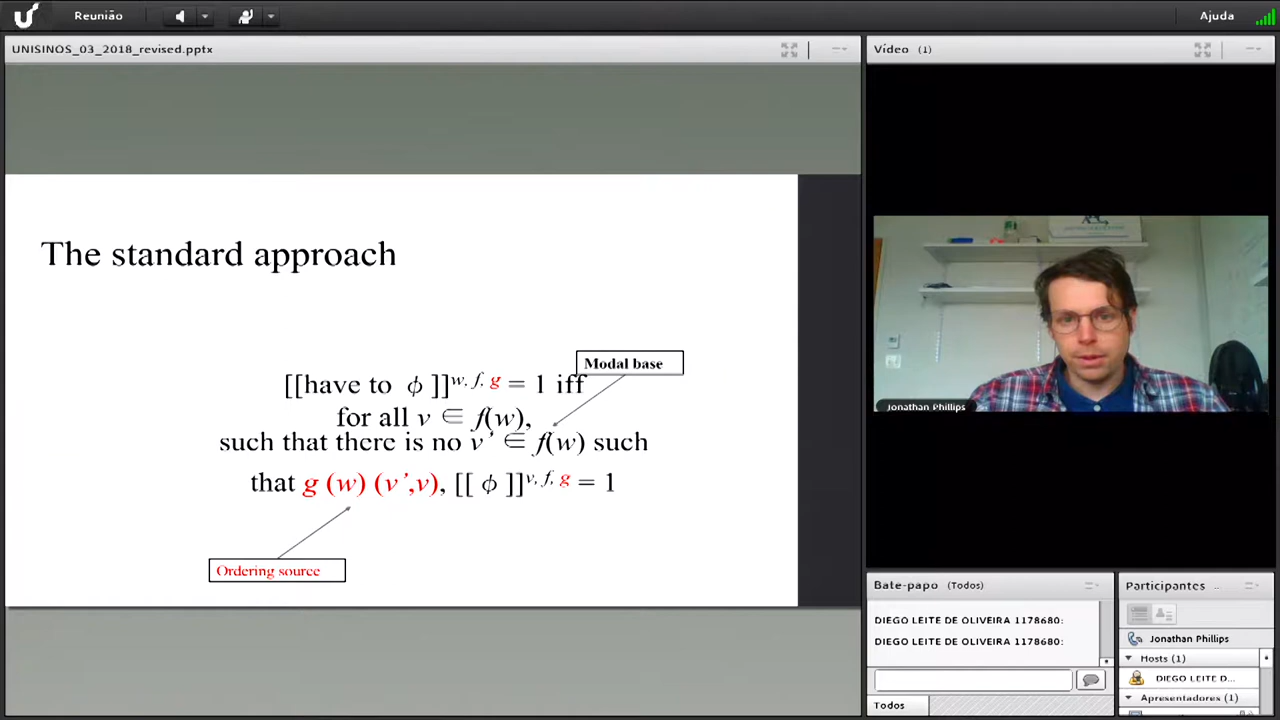 Reunião
Ajuda
UNISINOS_03_2018_revised.pptx
Vídeo (1)
The standard approach
Modal base
[[have to ϕ ]]w, f, g = 1 iff
for all v ∈ f(w),
such that there is no v’ ∈ f(w) such
that g (w) (v’,v), [[ ϕ ]]v, f, g = 1
Ordering source
Jonathan Phillips
Bate-papo (Todos)
DIEGO LEITE DE OLIVEIRA 1178680:
DIEGO LEITE DE OLIVEIRA 1178680:
Todos
Participantes ..
Jonathan Phillips
Hosts (1)
DIEGO LEITE D...
Apresentadores (1)